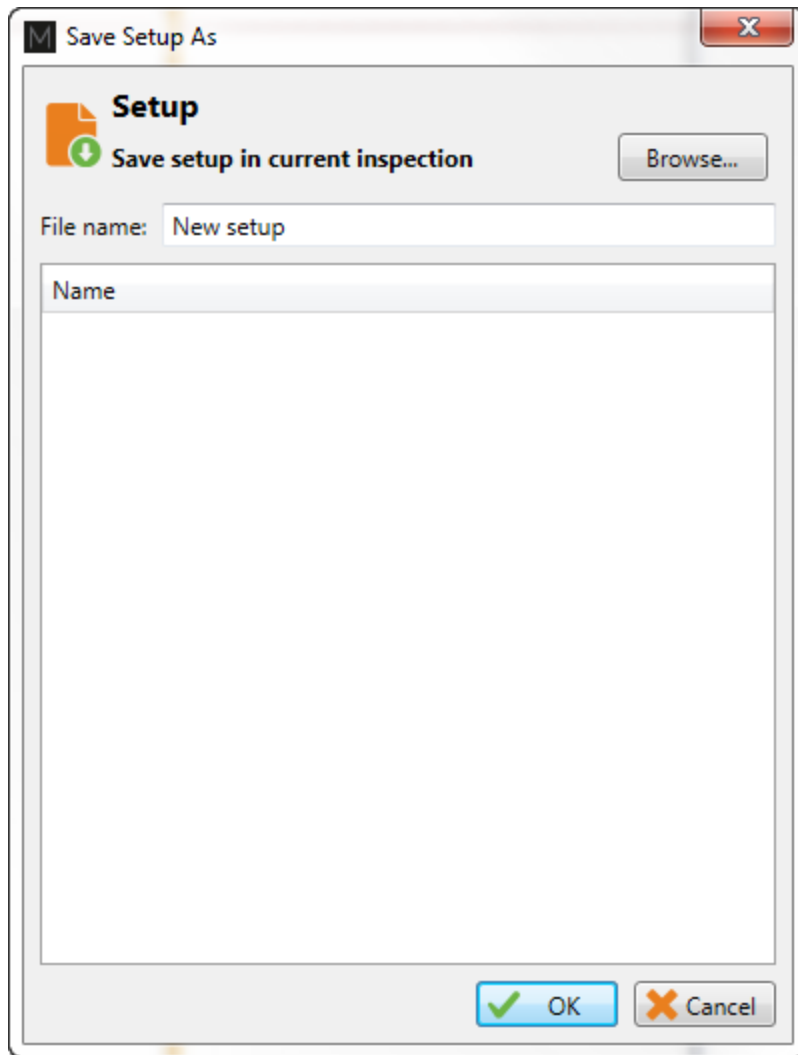 M Save Setup As
Setup
Save setup in current inspection
Browse...
File name: New setup
Name
OK Cancel